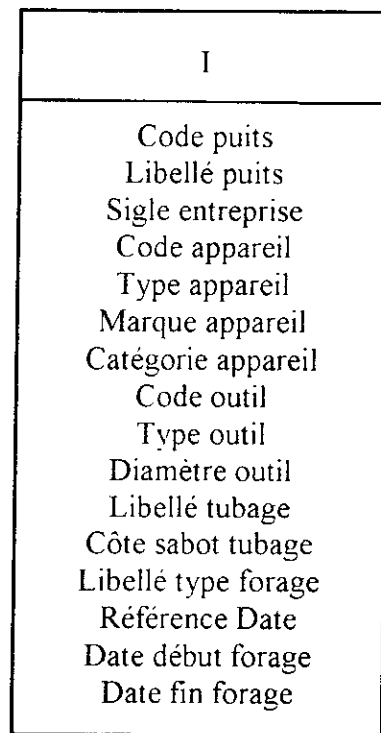 I
Code puits
Libellé puits
Sigle entreprise
Code appareil
Type appareil
Marque appareil
Catégorie appareil
Code outil
Type outil
Diamètre outil
Libellé tubage
Côte sabot tubage
Libellé type forage
Référence Date
Date début forage
Date fin forage